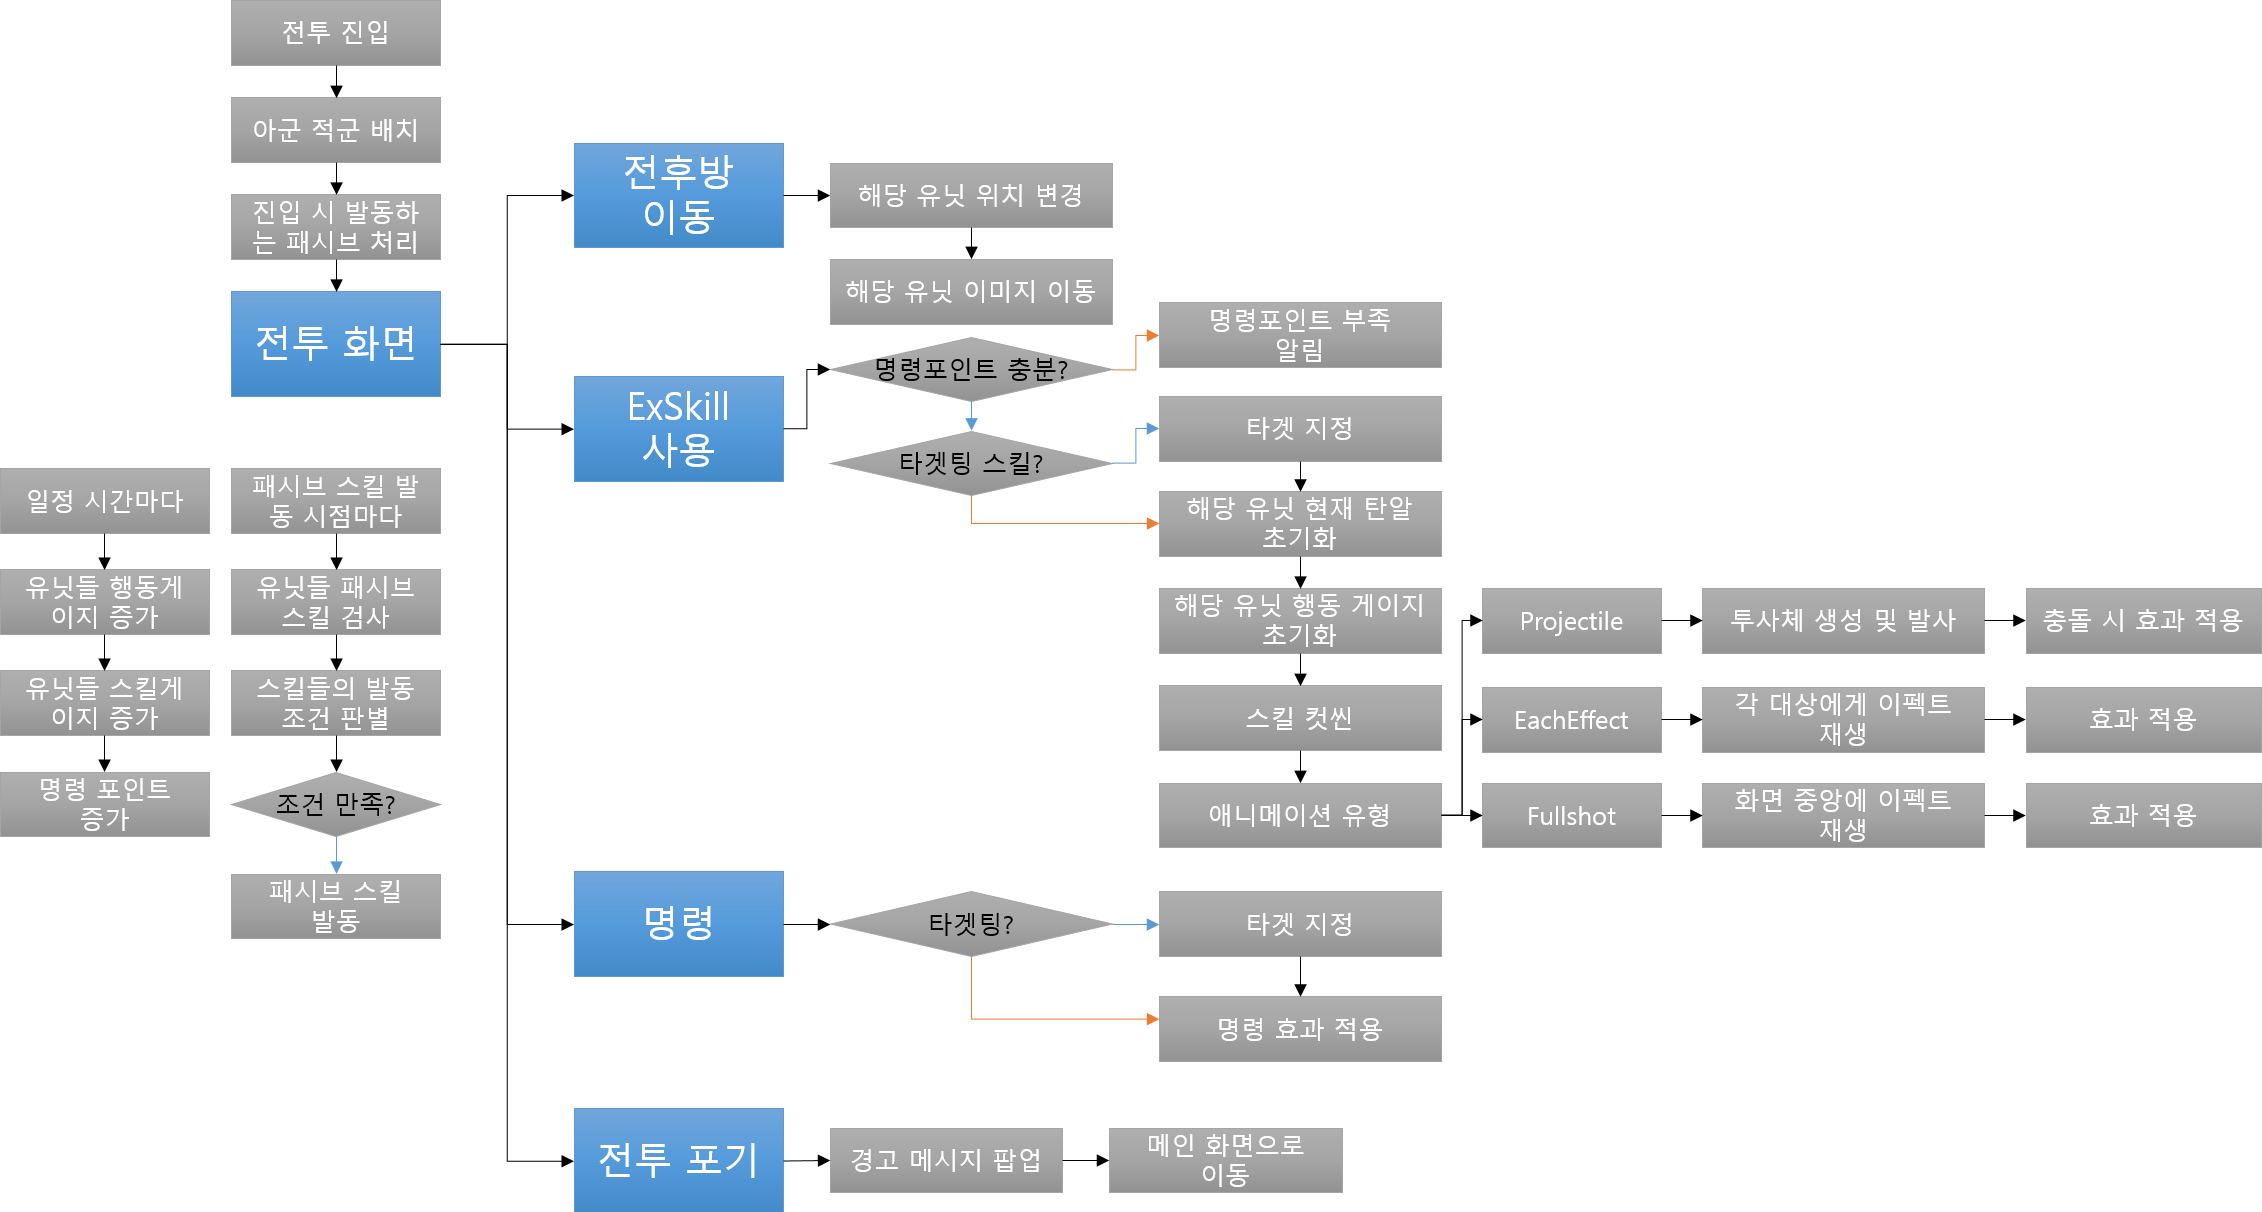 전투 진입
아군 적군 배치
진입 시 발동하
는 패시브 처리
전투 화면
전후방
이동
해당 유닛 위치 변경
해당 유닛 이미지 이동
ExSkill
사용
명령포인트 충분?
명령포인트 부족
알림
타겟팅 스킬?
타겟 지정
해당 유닛 현재 탄알
초기화
해당 유닛 행동 게이지
초기화
스킬 컷씬
애니메이션 유형
Projectile
투사체 생성 및 발사
충돌 시 효과 적용
EachEffect
각 대상에게 이펙트
재생
효과 적용
Fullshot
화면 중앙에 이펙트
재생
효과 적용
일정 시간마다
유닛들 행동게
이지 증가
유닛들 스킬게
이지 증가
명령 포인트
증가
패시브 스킬 발
동 시점마다
유닛들 패시브
스킬 검사
스킬들의 발동
조건 판별
조건 만족?
패시브 스킬
발동
명령
타겟팅?
타겟 지정
명령 효과 적용
전투 포기
경고 메시지 팝업
메인 화면으로
이동